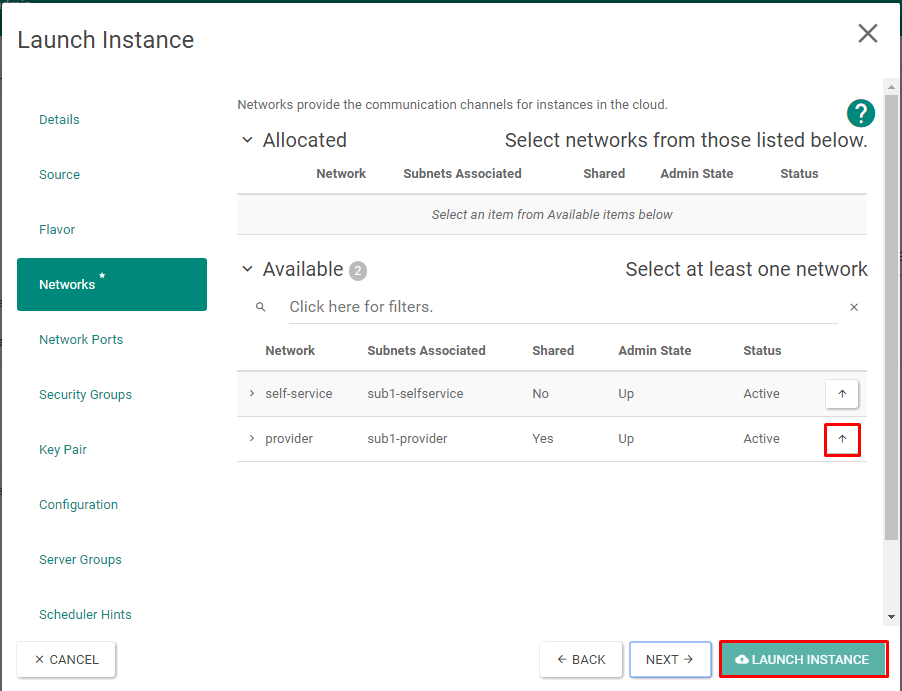 Launch Instance
Details
Source
Flavor
Networks *
Network Ports
Security Groups
Key Pair
Configuration
Server Groups
Scheduler Hints
Networks provide the communication channels for instances in the cloud.
?
Allocated Select networks from those listed below.
Network Subnets Associated Shared Admin State Status
Select an item from Available items below
Available 2 Select at least one network
Click here for filters.
Network Subnets Associated Shared Admin State Status
self-service sub1-selfservice No Up Active
provider sub1-provider Yes Up Active
CANCEL BACK NEXT LAUNCH INSTANCE